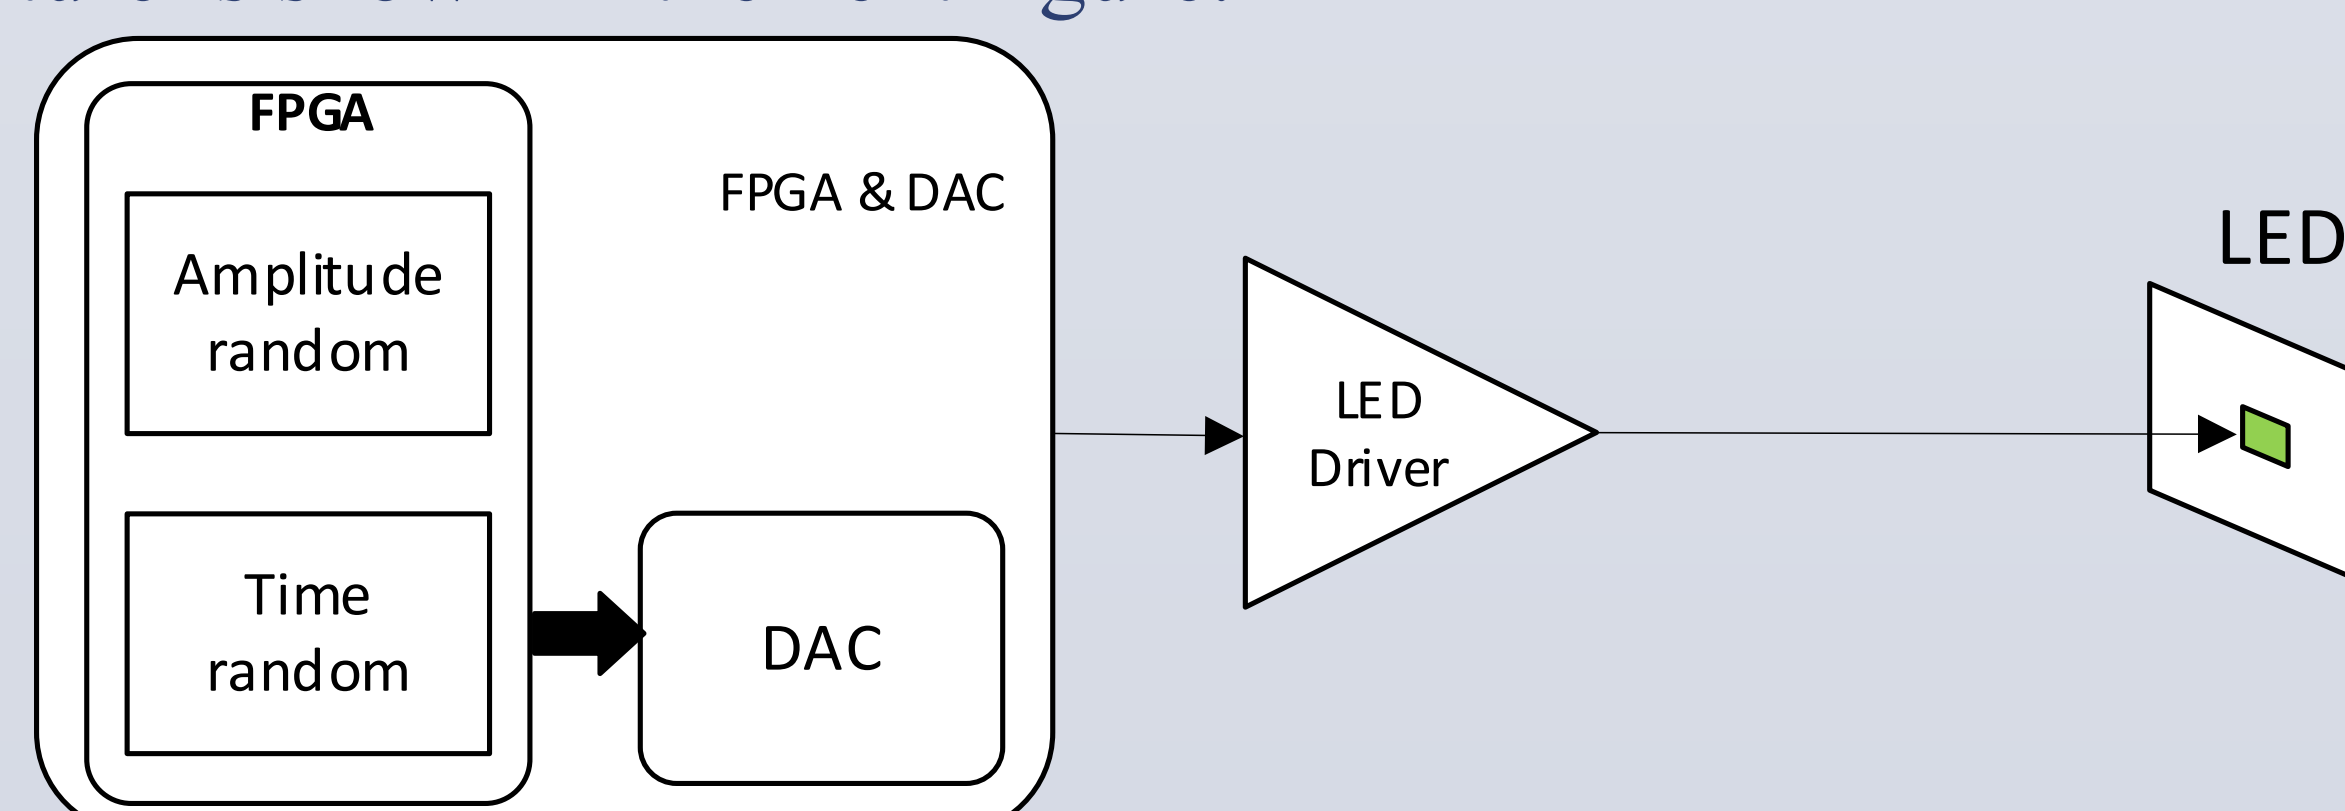 FPGA
FPGA & DAC
Amplitude
random
Time
random
DAC
LED
Driver
LED